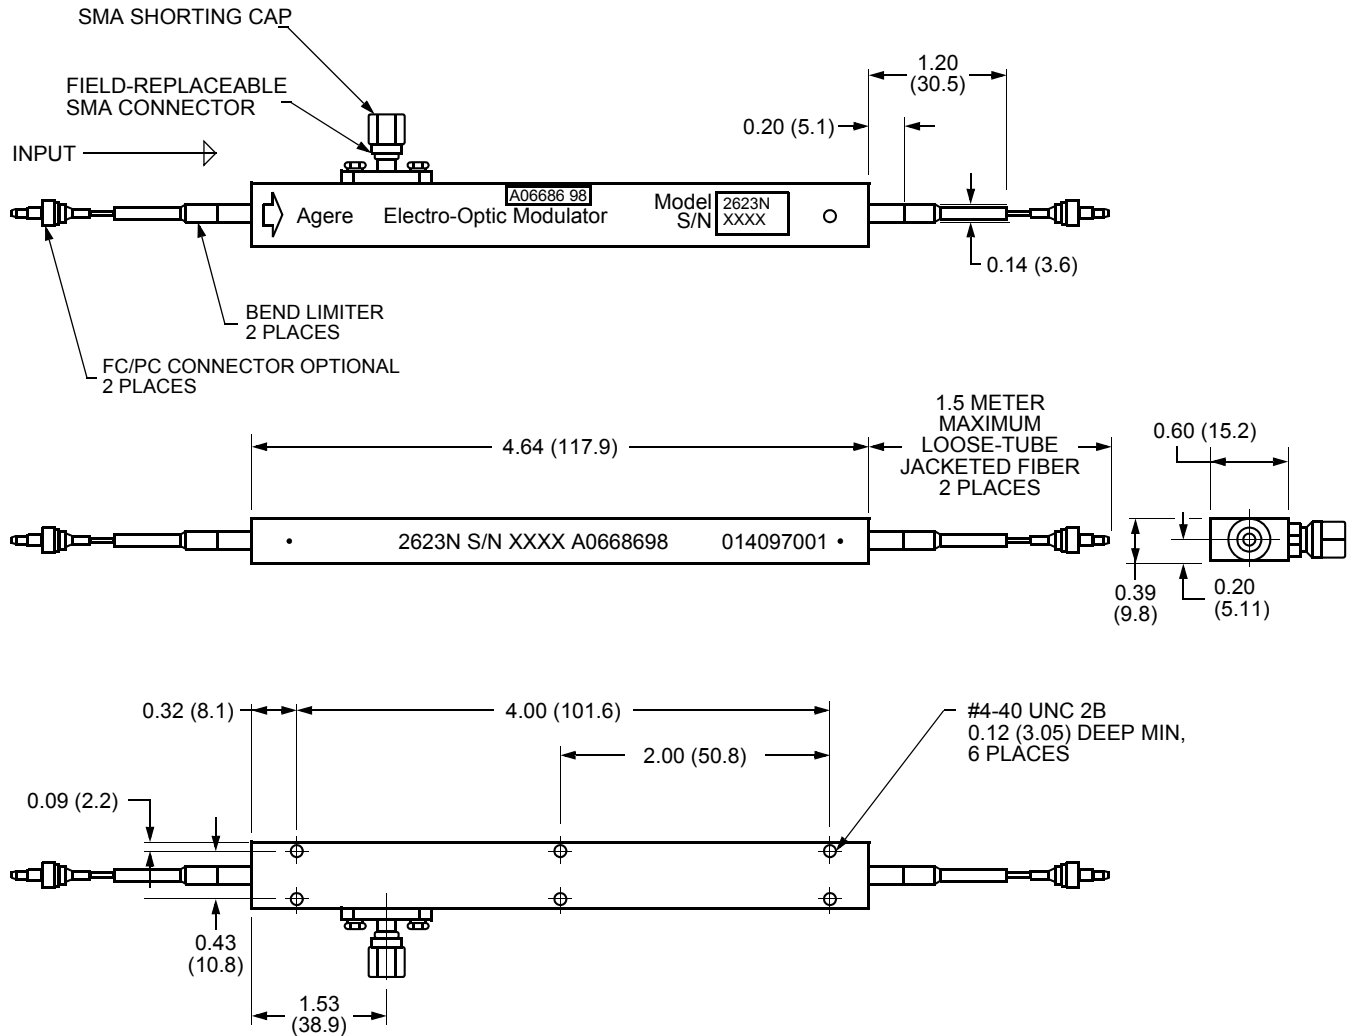 SMA SHORTING CAP
FIELD-REPLACEABLE
SMA CONNECTOR
INPUT
1.20
(30.5)
0.20 (5.1)
A06686 98
Agere Electro-Optic Modulator
Model
S/N
2623N
XXXX
0.14 (3.6)
BEND LIMITER
2 PLACES
FC/PC CONNECTOR OPTIONAL
2 PLACES
4.64 (117.9)
1.5 METER
MAXIMUM
LOOSE-TUBE
JACKETED FIBER
2 PLACES
0.60 (15.2)
2623N S/N XXXX A0668698 014097001
0.39
(9.8)
0.20
(5.11)
0.32 (8.1)
4.00 (101.6)
#4-40 UNC 2B
0.12 (3.05) DEEP MIN,
6 PLACES
2.00 (50.8)
0.09 (2.2)
0.43
(10.8)
1.53
(38.9)